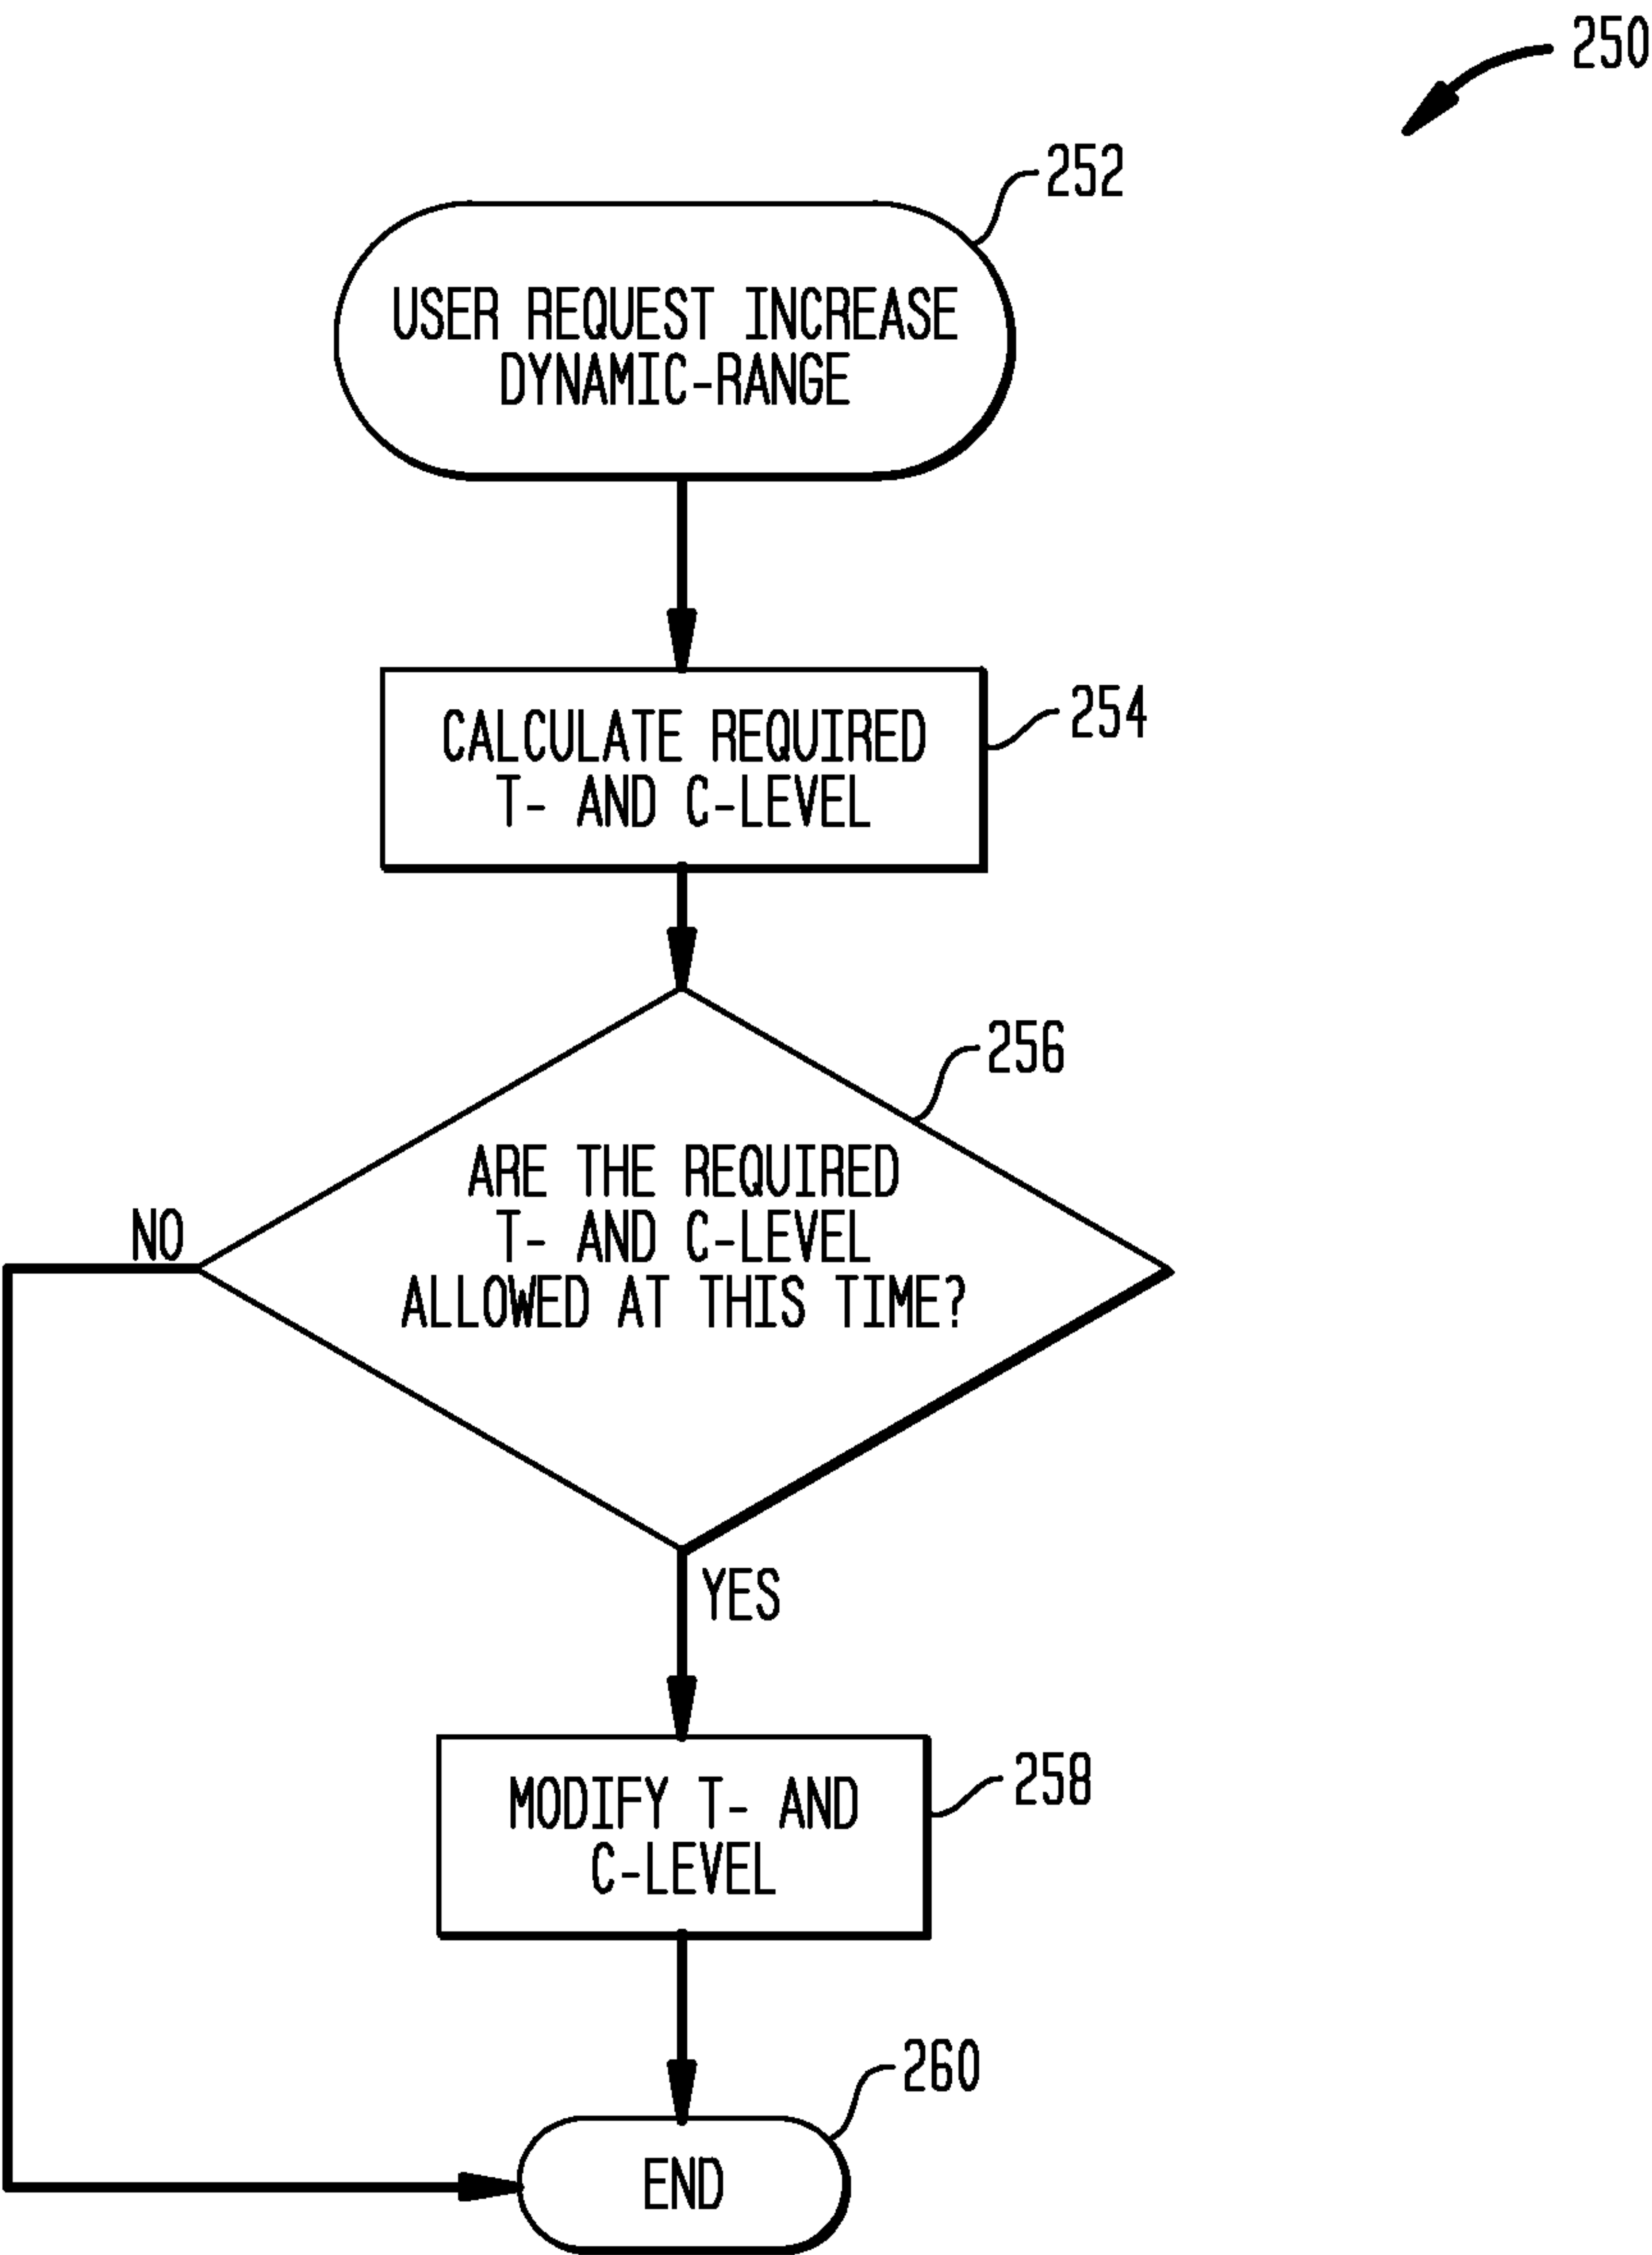 250
252
USER REQUEST INCREASE
DYNAMIC-RANGE
254
CALCULATE REQUIRED
T- AND C-LEVEL
256
ARE THE REQUIRED
T- AND C-LEVEL
ALLOWED AT THIS TIME?
NO
YES
258
MODIFY T- AND
C-LEVEL
260
END